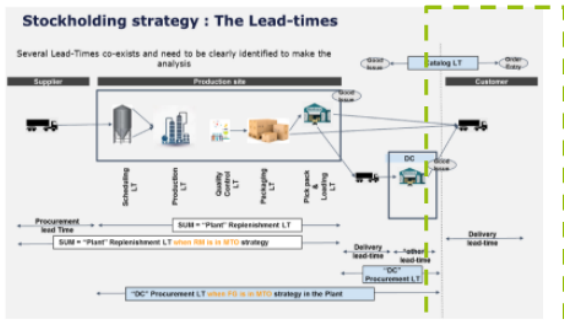 Stockholding strategy : The Lead-times
Several Lead-Times co-exists and need to be clearly identified to make the
analysis
Good
Issue
Catalog LT
Order
Entry
Supplier
Production site
Customer
Good
Issue
DC
Good
Issue
Scheduling
LT
Production
LT
Quality
Control
LT
Packaging
LT
Pick pack
&
Loading
LT
Procurement
lead Time
SUM = "Plant" Replenishment LT
SUM = "Plant" Replenishment LT when RM is in MTO strategy
Delivery
lead-time
"other
lead-time
Delivery
lead-time
"DC"
Procurement LT
"DC" Procurement LT when FG is in MTO strategy in the Plant